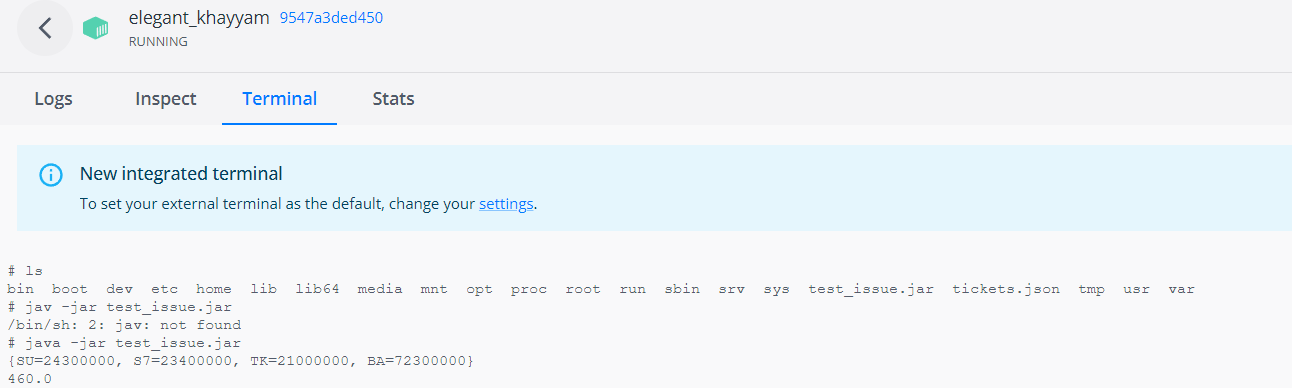 elegant_khayyam 9547a3ded450
RUNNING
Logs Inspect Terminal Stats
New integrated terminal
To set your external terminal as the default, change your settings.
# ls
bin boot dev etc home lib lib64 media mnt opt proc root run sbin srv sys test_issue.jar tickets.json tmp usr var
# jav -jar test_issue.jar
/bin/sh: 2: jav: not found
# java -jar test_issue.jar
{SU=24300000, S7=23400000, TK=21000000, BA=72300000}
460.0